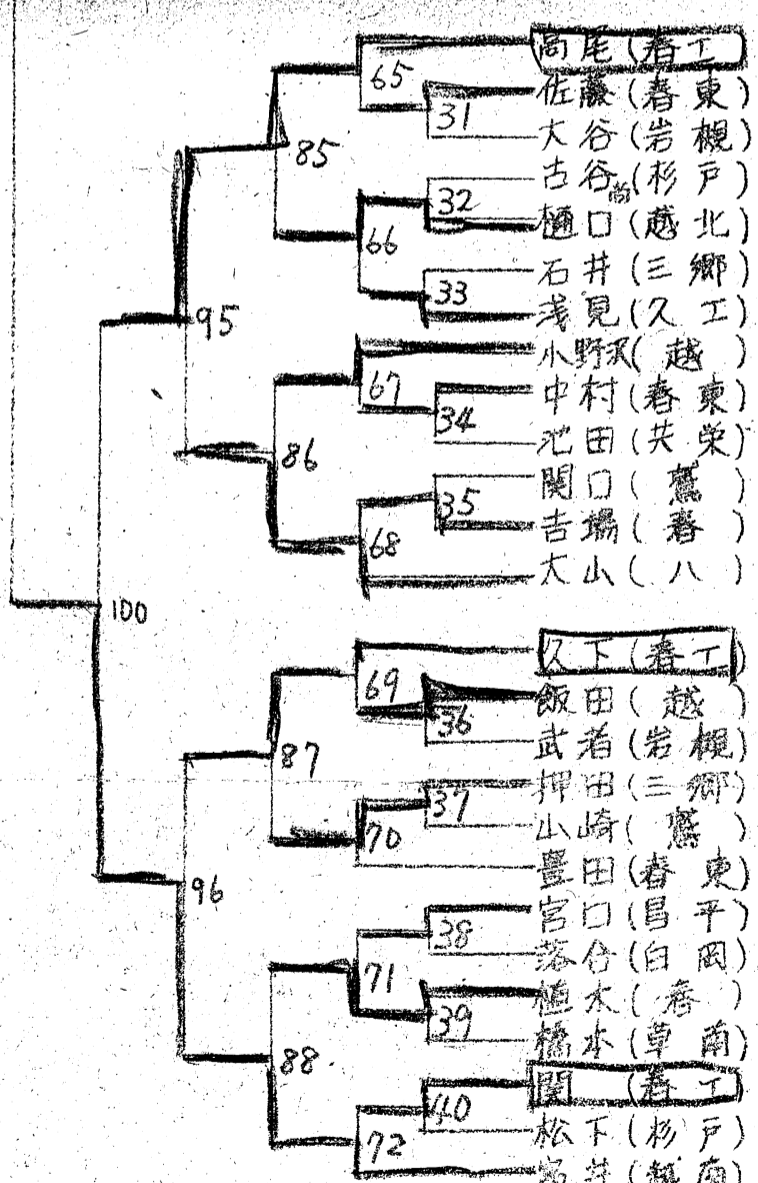 高尾(春工)
65
佐藤(春東)
31
大谷(岩槻)
85
古谷尚(杉戸)
32
樋口(越北)
66
石井(三郷)
33
浅見(久工)
95
小野沢(越)
67
中村(春東)
34
池田(共栄)
86
関口(鷲)
35
吉場(春)
68
大山(八)
100
久下(春工)
69
飯田(越)
36
武者(岩槻)
87
押田(三郷)
37
山崎(鷲)
70
豊田(春東)
96
宮口(昌平)
38
落合(白岡)
71
植木(春)
39
橋本(草南)
88
関(春工)
40
松下(杉戸)
72
(越南)